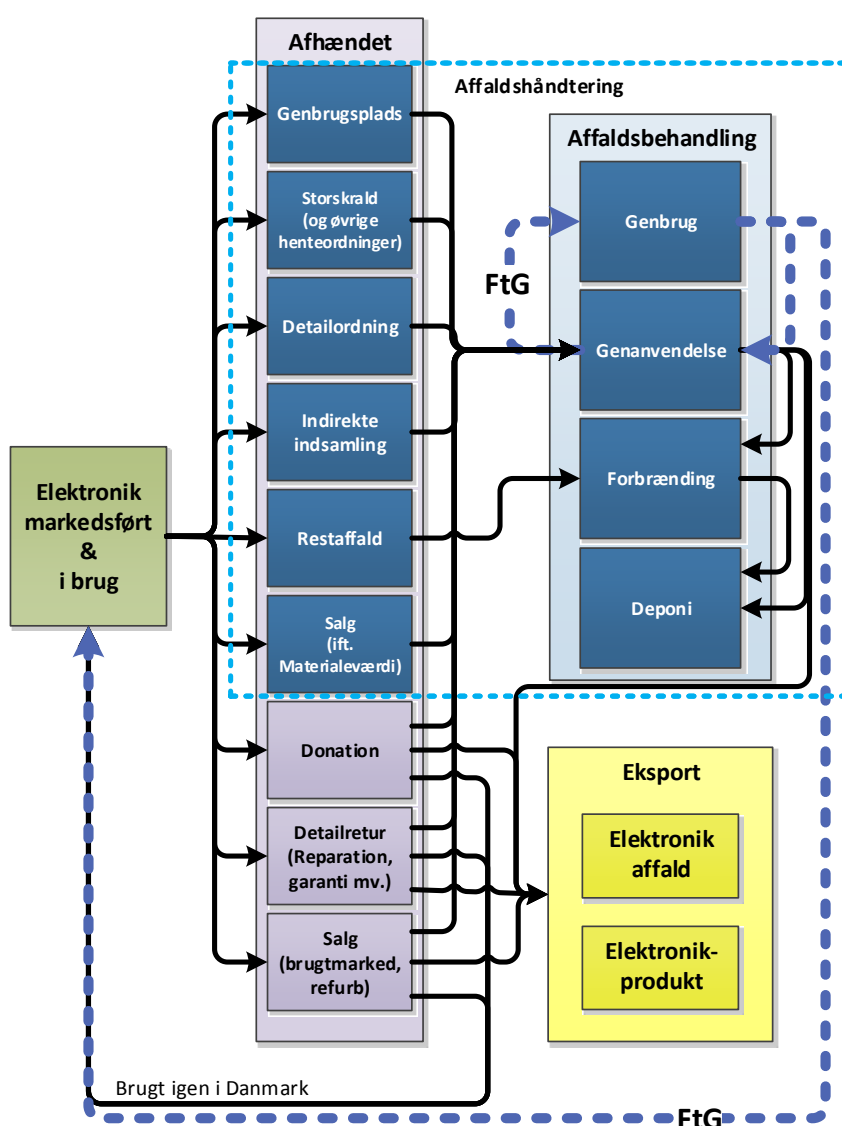 Afhændet
Affaldshåndtering
Genbrugsplads
Storskrald
(og øvrige
henteordninger)
Detailordning
Indirekte
indsamling
Restaffald
Salg
(ift.
Materialeværdi)
Donation
Detailretur
(Reparation,
garanti mv.)
Salg
(brugtmarked,
refurb)
Elektronik
markedsført
&
i brug
Affaldsbehandling
Genbrug
FtG
Genanvendelse
Forbrænding
Deponi
Eksport
Elektronik
affald
Elektronik-
produkt
Brugt igen i Danmark
FtG